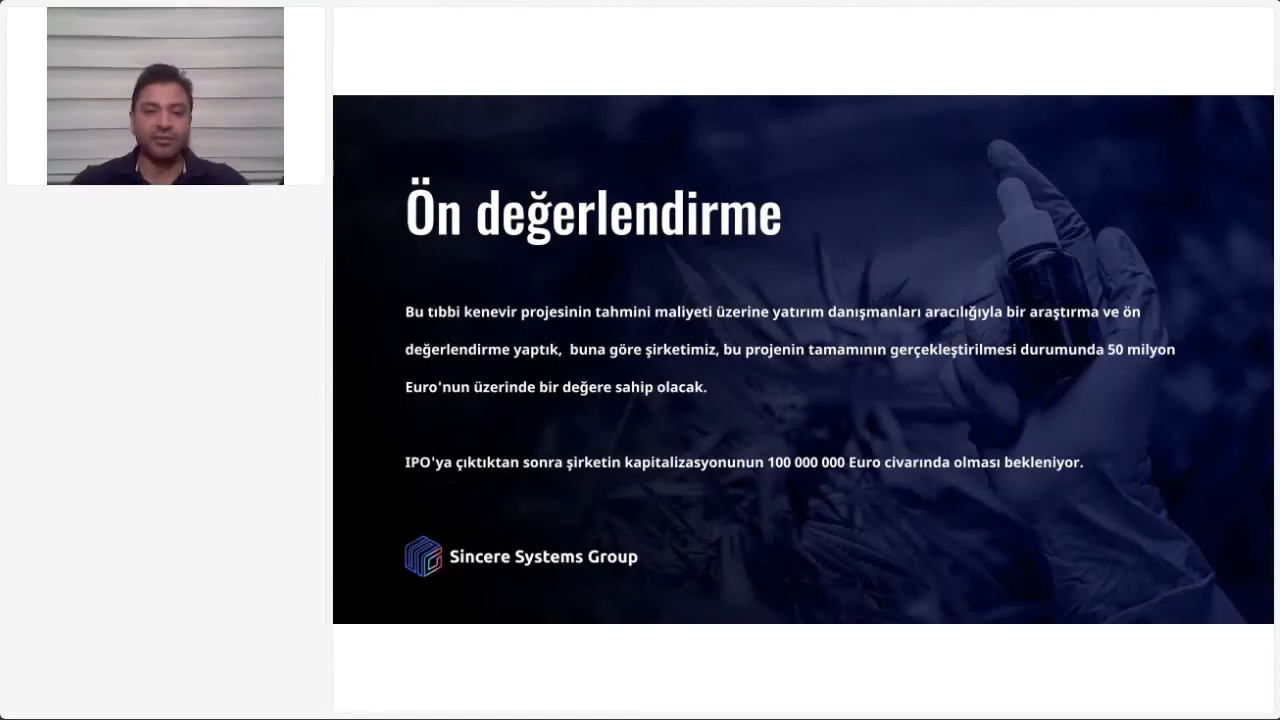 Ön değerlendirme
Bu tıbbi kenevir projesinin tahmini maliyeti üzerine yatırım danışmanları aracılığıyla bir araştırma ve ön
değerlendirme yaptık,  buna göre şirketimiz, bu projenin tamamının gerçekleştirilmesi durumunda 50 milyon
Euro'nun üzerinde bir değere sahip olacak.
IPO'ya çıktıktan sonra şirketin kapitalizasyonunun 100 000 000 Euro civarında olması bekleniyor.
Sincere Systems Group